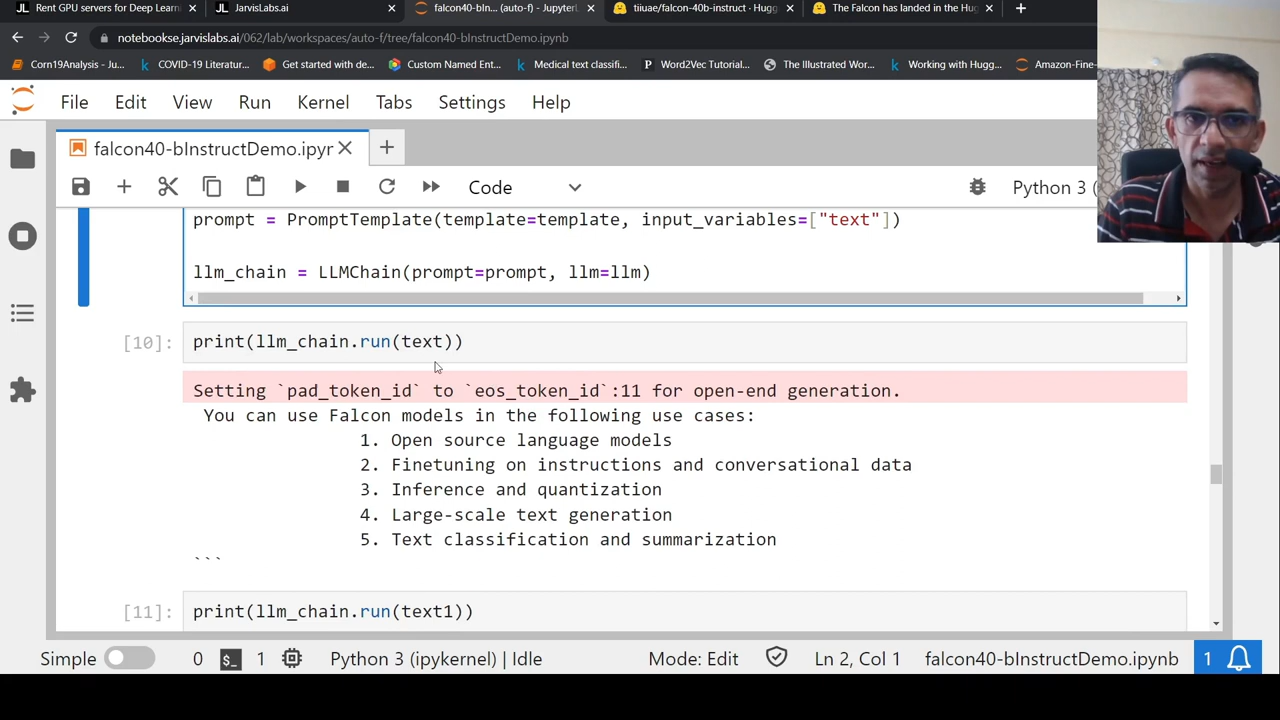 Rent GPU servers for Deep Learni
JarvisLabs.ai
falcon40-bIn... (auto-f) - JupyterL
tiiuae/falcon-40b-instruct · Hugg
The Falcon has landed in the Hu
notebookse.jarvislabs.ai/062/lab/workspaces/auto-f/tree/falcon40-bInstructDemo.ipynb
Corn19Analysis - Ju...
COVID-19 Literatur...
Get started with de...
Custom Named Ent...
Medical text classifi...
Word2Vec Tutorial...
The Illustrated Wor...
Working with Hugg...
Amazon-Fine-
File Edit View Run Kernel Tabs Settings Help
falcon40-bInstructDemo.ipyr
Code
Python 3 (
prompt = PromptTemplate(template=template, input_variables=["text"])
llm_chain = LLMChain(prompt=prompt, llm=llm)
[10]: print(llm_chain.run(text))
Setting `pad_token_id` to `eos_token_id`:11 for open-end generation.
You can use Falcon models in the following use cases:
1. Open source language models
2. Finetuning on instructions and conversational data
3. Inference and quantization
4. Large-scale text generation
5. Text classification and summarization
```
[11]: print(llm_chain.run(text1))
Simple 0 1 Python 3 (ipykernel) | Idle Mode: Edit Ln 2, Col 1 falcon40-bInstructDemo.ipynb 1